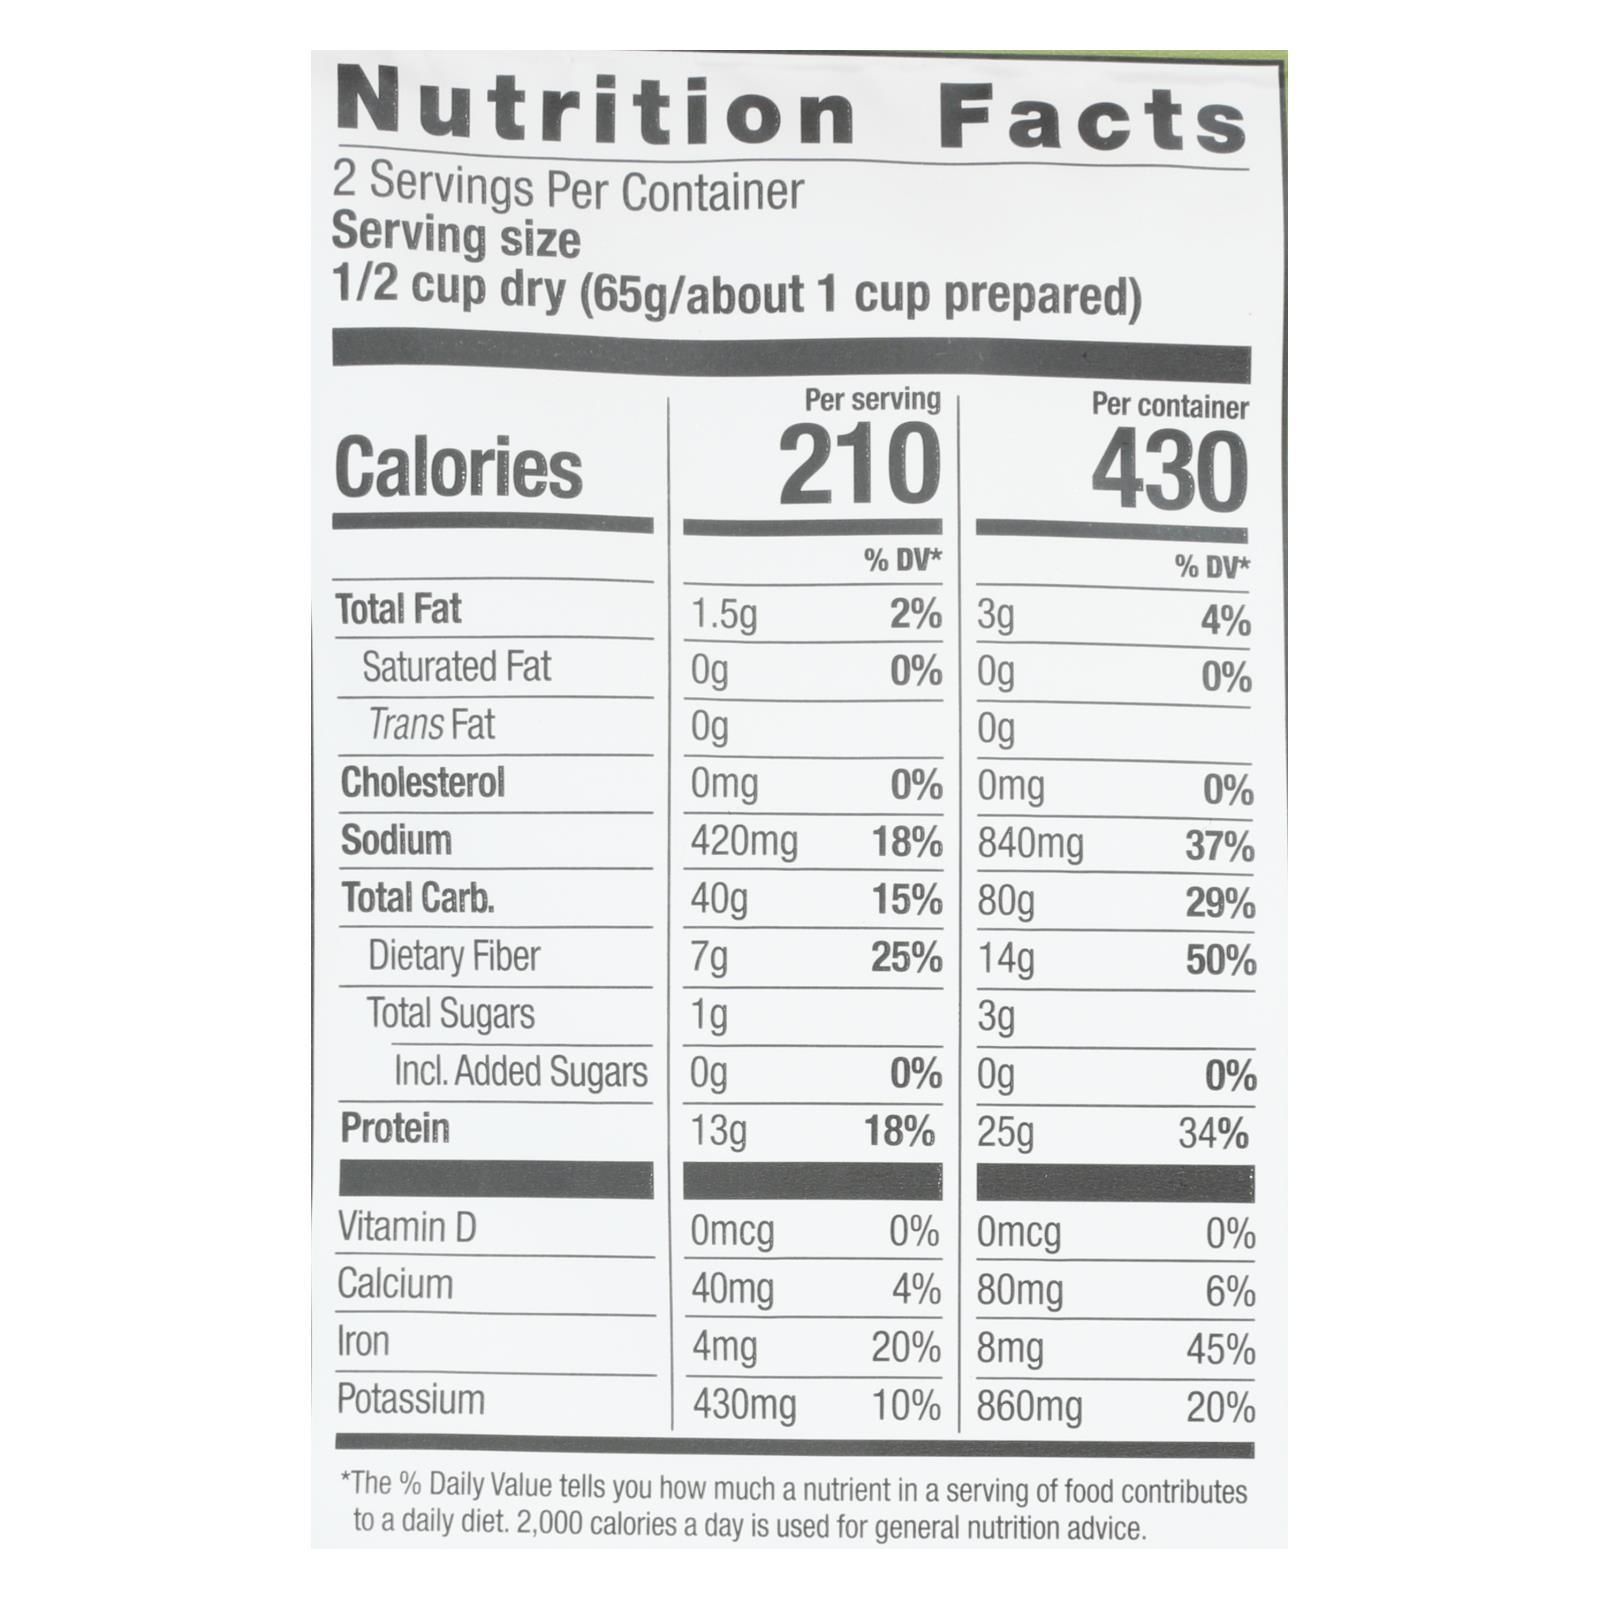 Nutrition Facts
2 Servings Per Container
Serving size
1/2 cup dry (65g/about 1 cup prepared)
Per serving Per container
Calories 210 430
% DV* % DV*
Total Fat 1.5g 2% 3g 4%
Saturated Fat 0g 0% 0g 0%
Trans Fat 0g 0g
Cholesterol 0mg 0% 0mg 0%
Sodium 420mg 18% 840mg 37%
Total Carb. 40g 15% 80g 29%
Dietary Fiber 7g 25% 14g 50%
Total Sugars 1g 3g
Incl. Added Sugars 0g 0% 0g 0%
Protein 13g 18% 25g 34%
Vitamin D 0mcg 0% 0mcg 0%
Calcium 40mg 4% 80mg 6%
Iron 4mg 20% 8mg 45%
Potassium 430mg 10% 860mg 20%
*The % Daily Value tells you how much a nutrient in a serving of food contributes
to a daily diet. 2,000 calories a day is used for general nutrition advice.